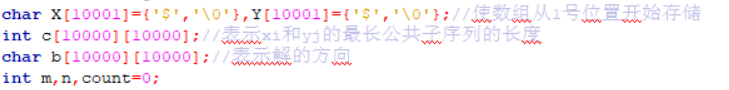 char X[10001]={'$','\0'},Y[10001]={'$','\0'};//使数组从1号位置开始存储
int c[10000][10000];//表示xi和yj的最长公共子序列的长度
char b[10000][10000];//表示解的方向
int m,n,count=0;